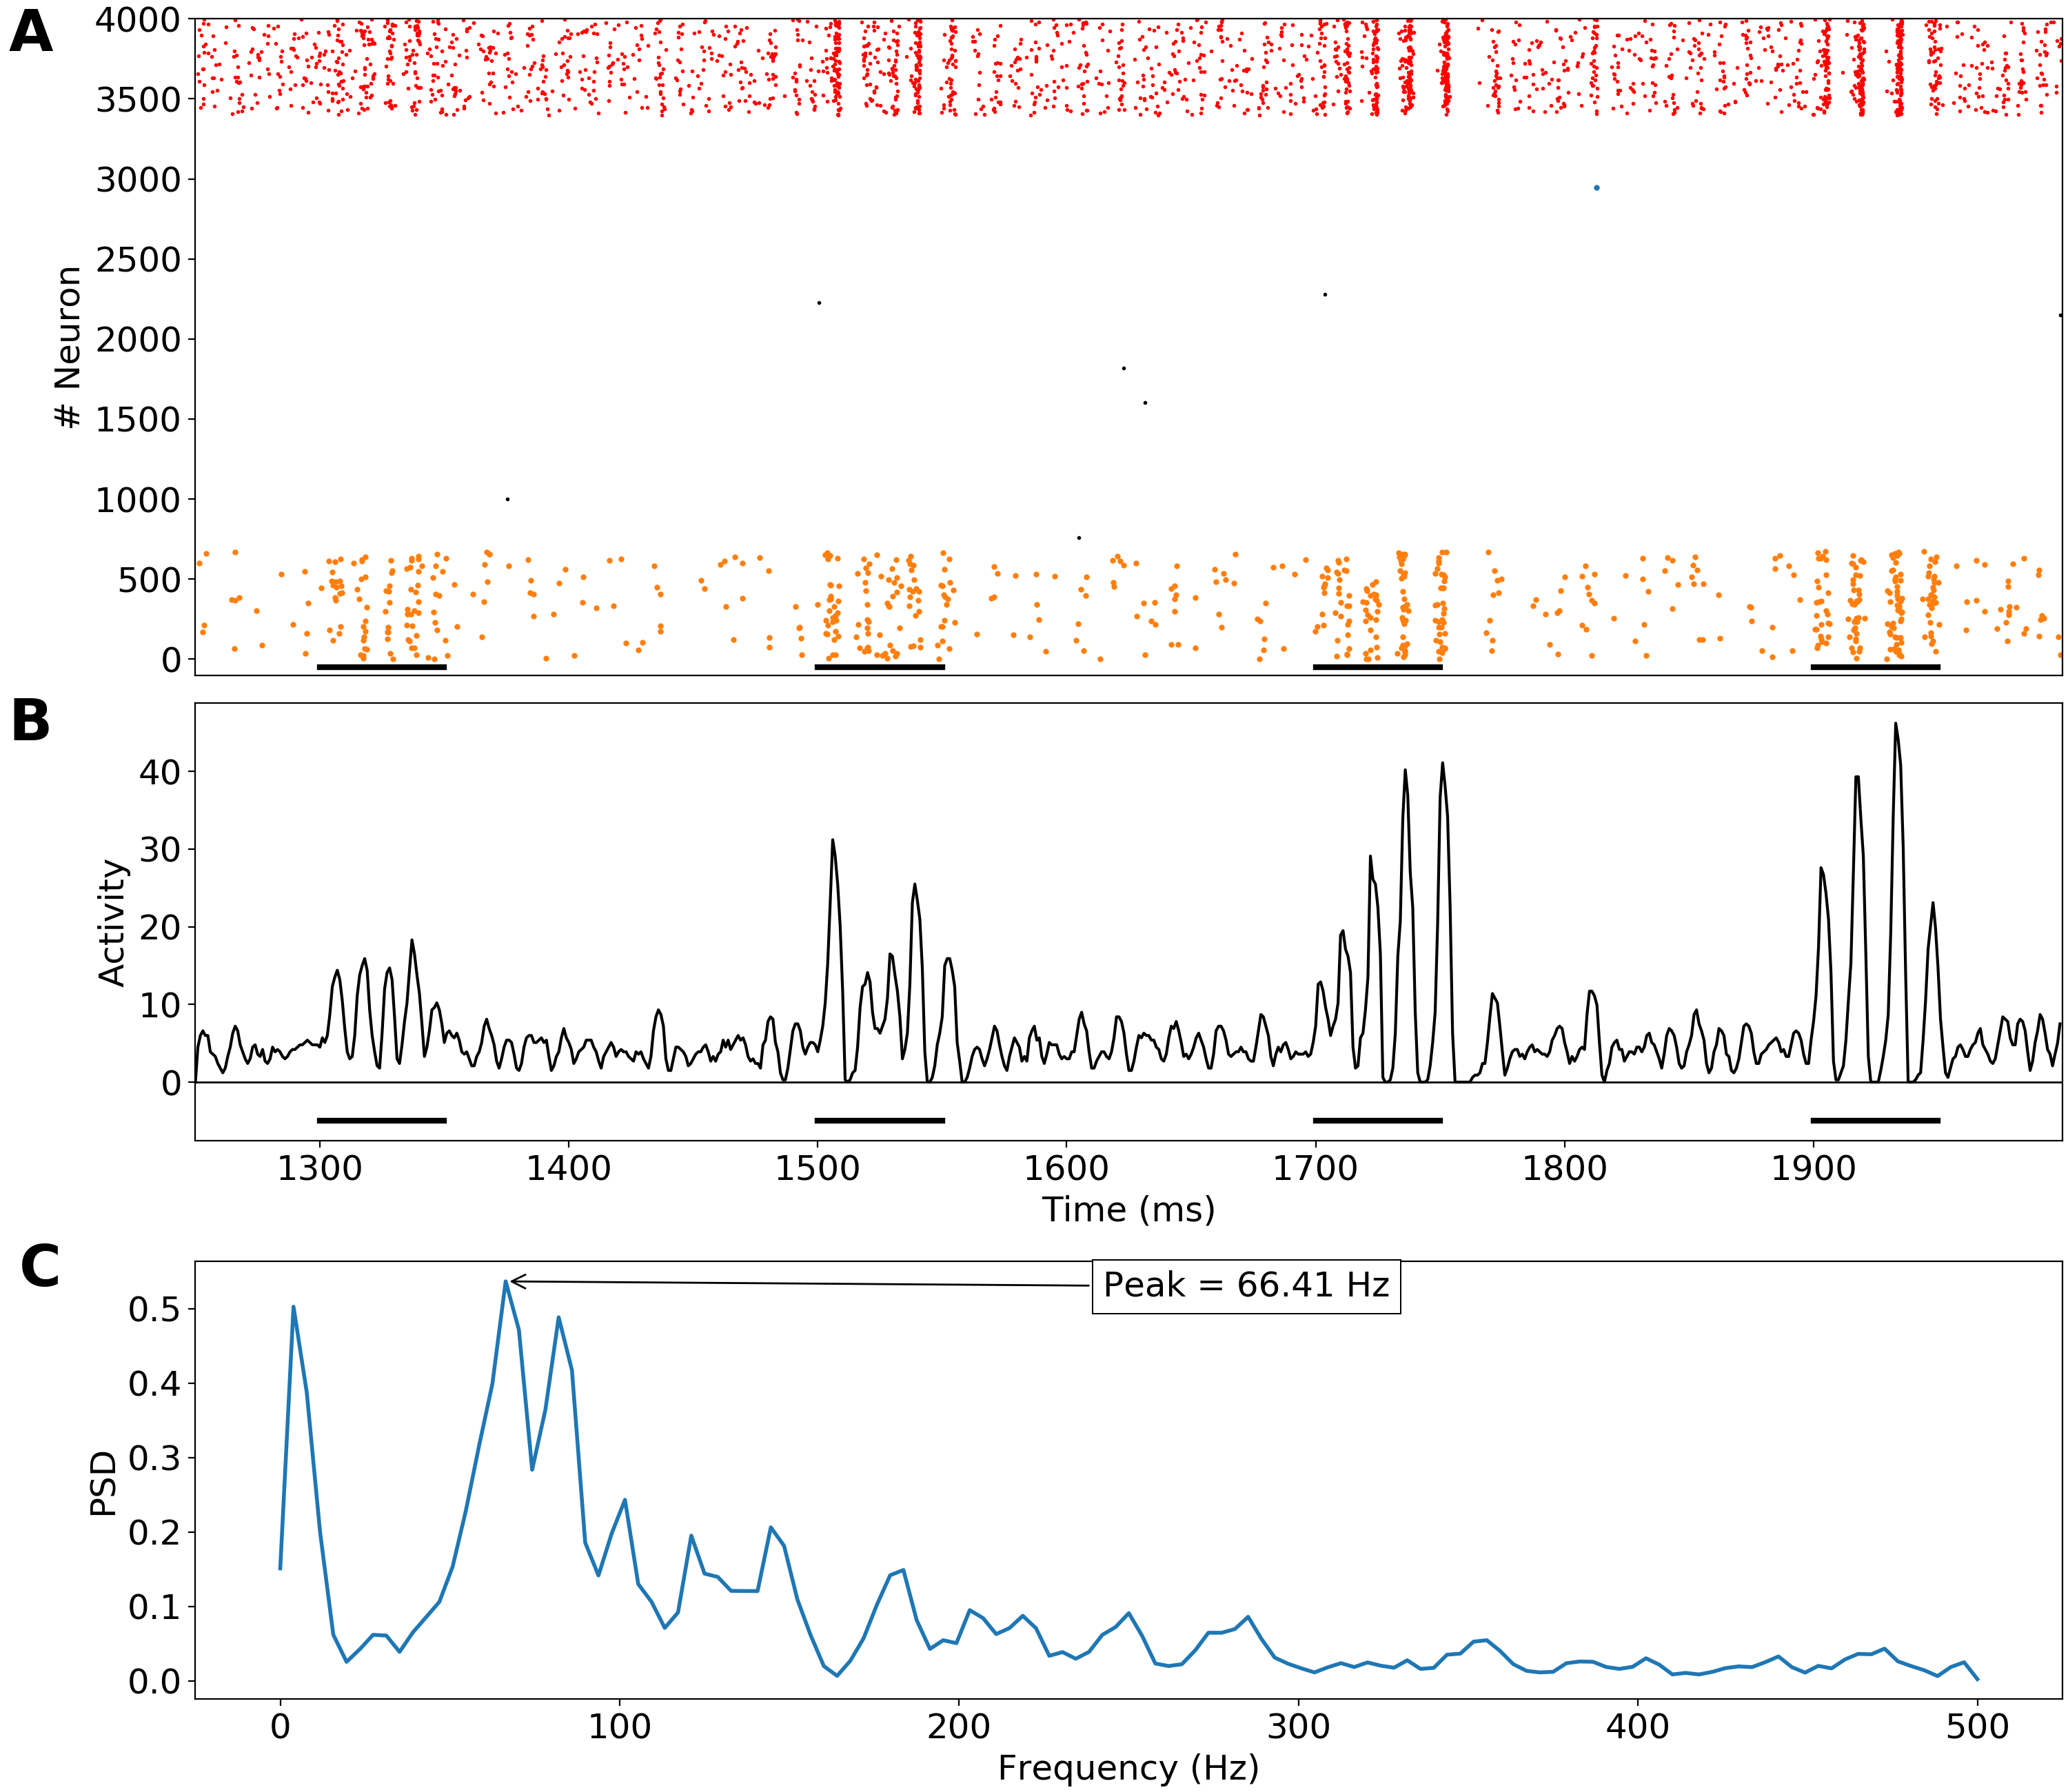 A
4000
3500
3000
2500
2000
1500
1000
500
0
# Neuron
B
40
30
20
10
0
Activity
1300 1400 1500 1600 1700 1800 1900
Time (ms)
C
Peak = 66.41 Hz
0.5
0.4
0.3
0.2
0.1
0.0
PSD
0 100 200 300 400 500
Frequency (Hz)